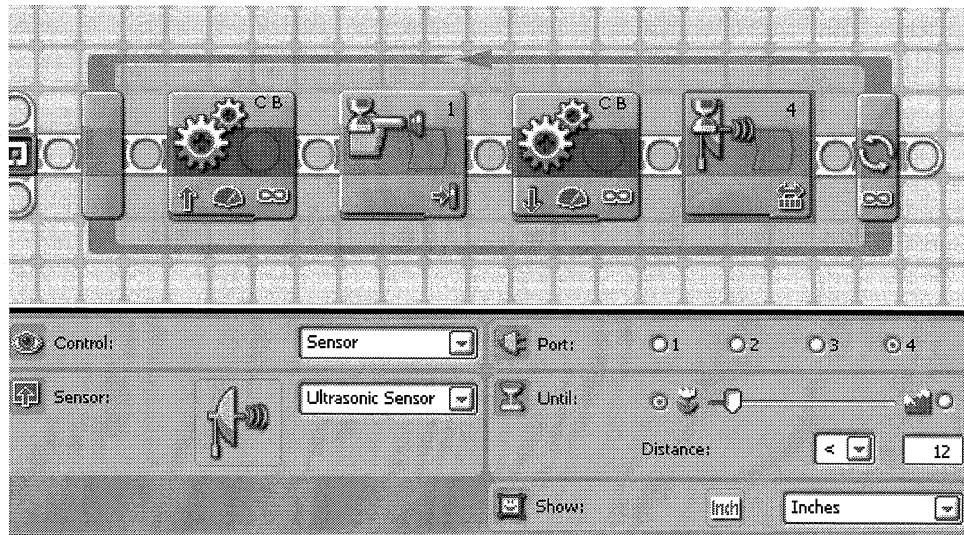 C B
1
C B
4
Control:
Sensor
Port:
1 2 3 4
Sensor:
Ultrasonic Sensor
Until:
Distance:
<
12
Show:
Inch
Inches